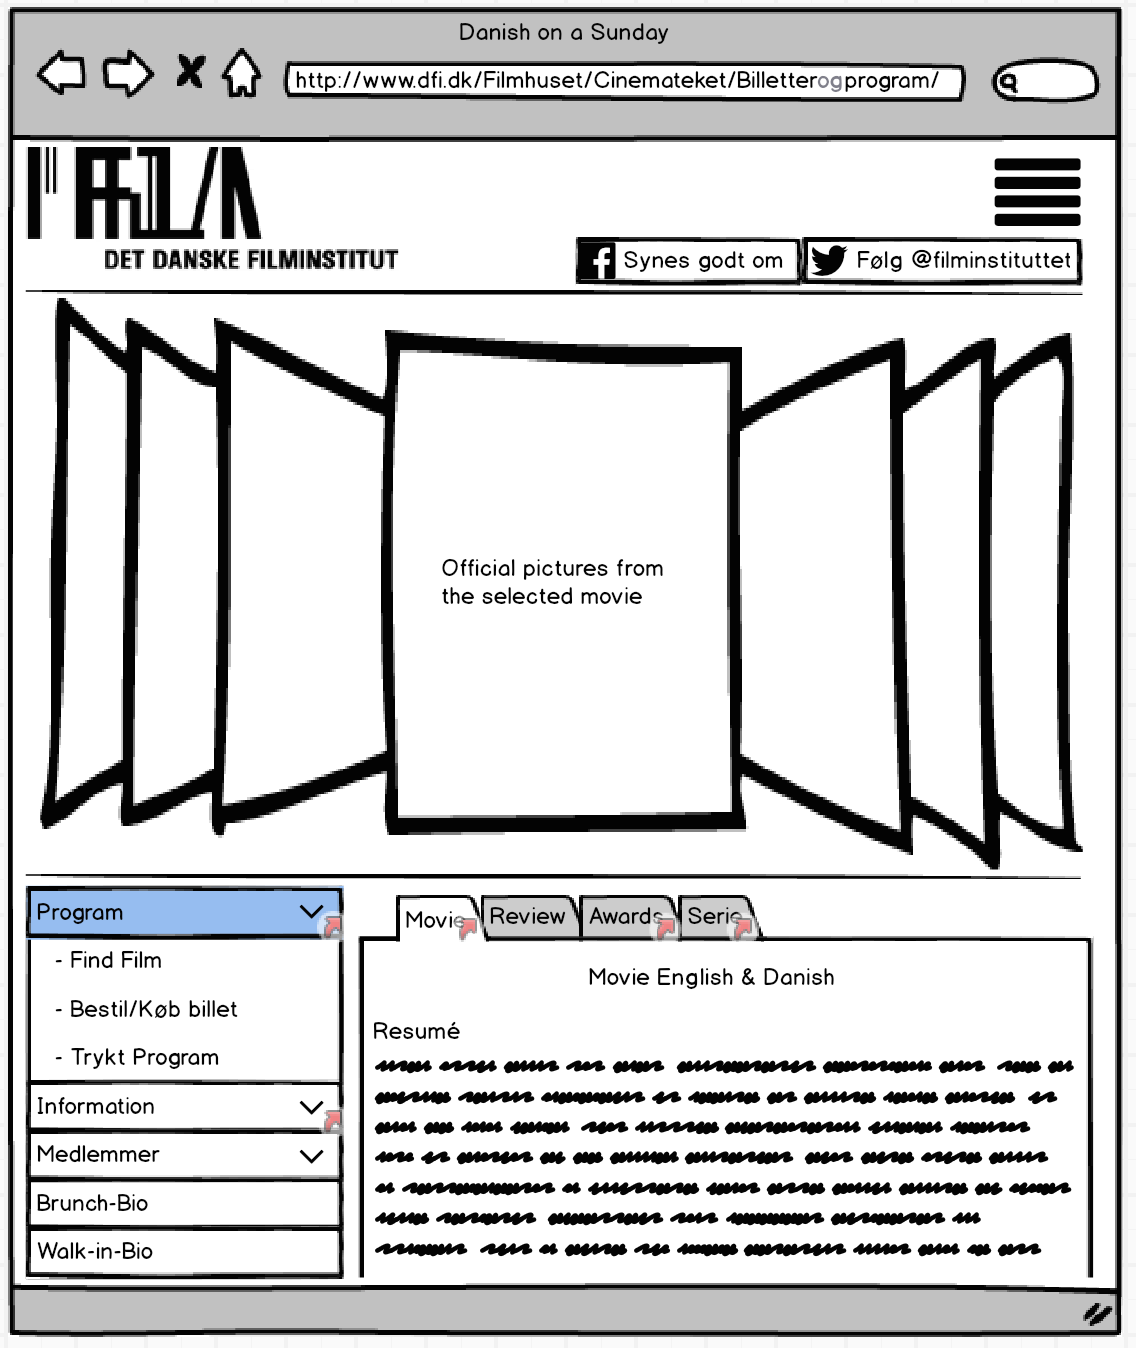 Danish on a Sunday
http://www.dfi.dk/Filmhuset/Cinemateket/Billetterogprogram/
DET DANSKE FILMINSTITUT
Synes godt om
Følg @filminstituttet
Official pictures from
the selected movie
Program
- Find Film
- Bestil/Køb billet
- Trykt Program
Information
Medlemmer
Brunch-Bio
Walk-in-Bio
Movie Review Awards Serie
Movie English & Danish
Resumé